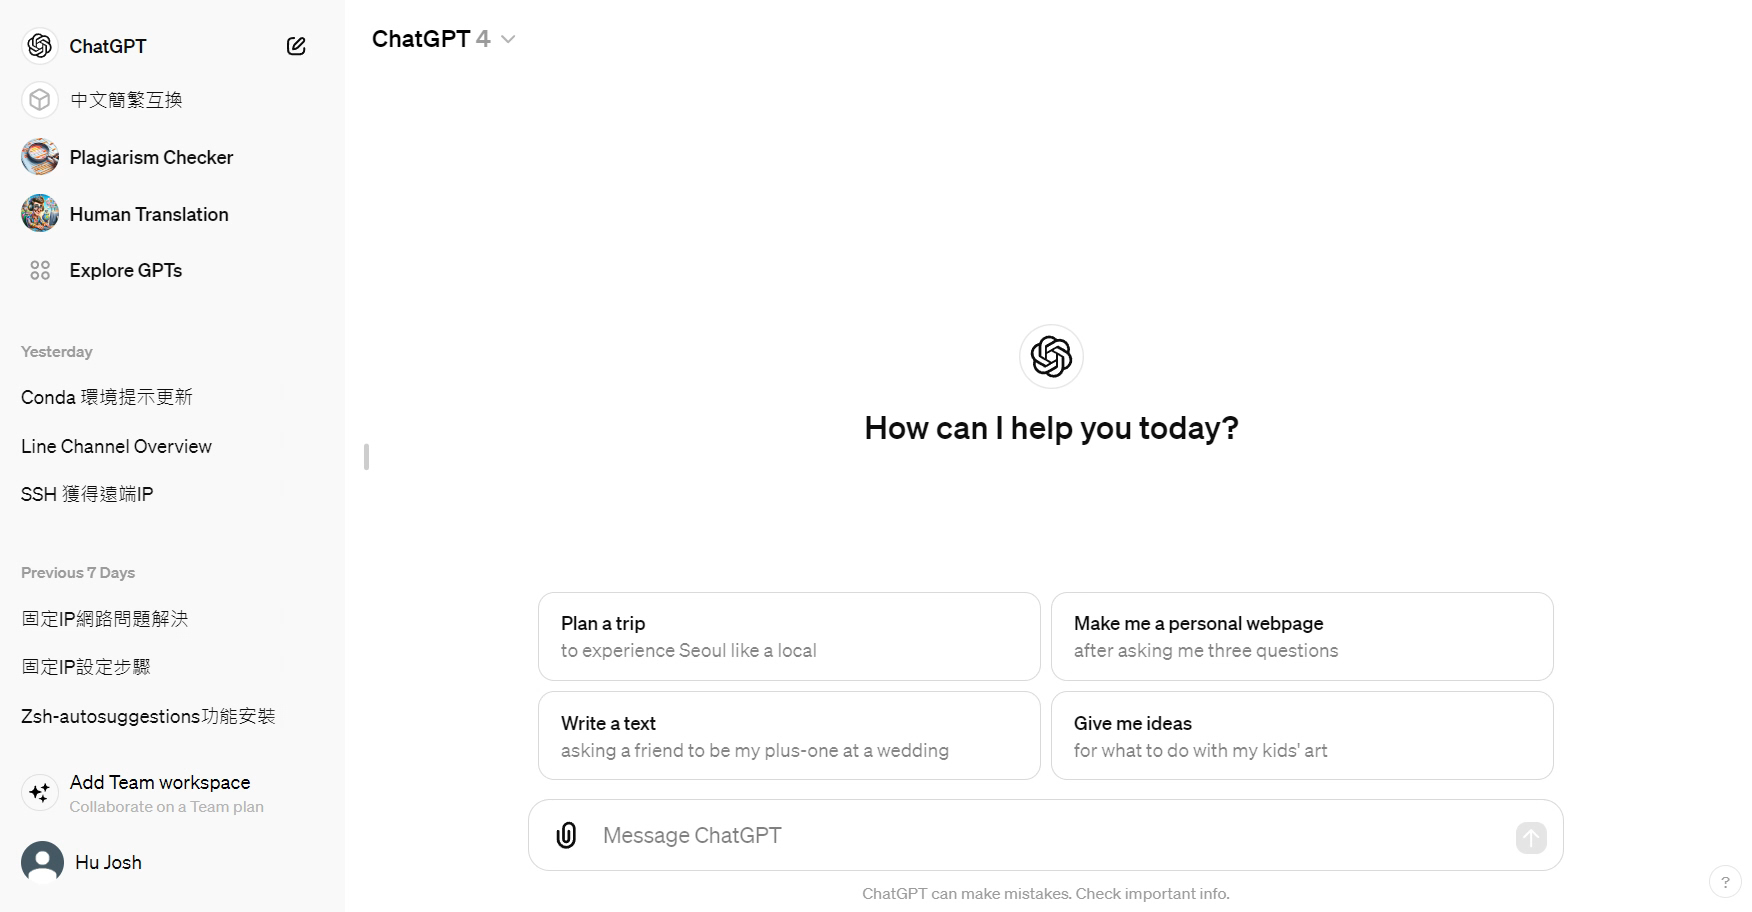 ChatGPT
中文簡繁互換
Plagiarism Checker
Human Translation
Explore GPTs
Yesterday
Conda 環境提示更新
Line Channel Overview
SSH 獲得遠端IP
Previous 7 Days
固定IP網路問題解決
固定IP設定步驟
Zsh-autosuggestions功能安裝
Add Team workspace
Collaborate on a Team plan
Hu Josh
ChatGPT 4
How can I help you today?
Plan a trip
to experience Seoul like a local
Make me a personal webpage
after asking me three questions
Write a text
asking a friend to be my plus-one at a wedding
Give me ideas
for what to do with my kids' art
Message ChatGPT
ChatGPT can make mistakes. Check important info.
?